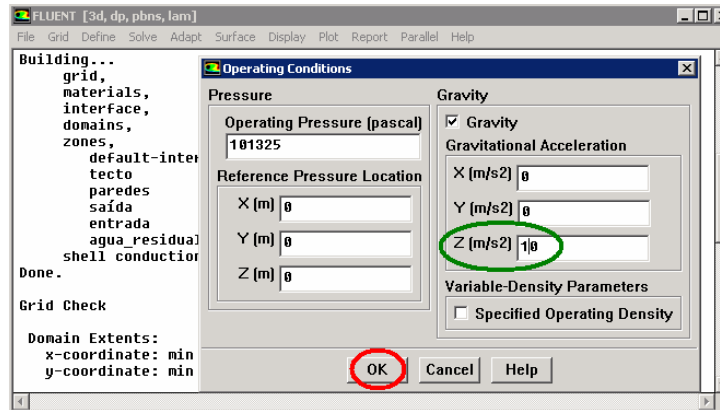 FLUENT [3d, dp, pbns, lam]
File Grid Define Solve Adapt Surface Display Plot Report Parallel Help
Building...
grid,
materials,
interface,
domains,
zones,
default-inter
tecto
paredes
saída
entrada
agua_residual
shell conduction
Done.
Grid Check
Domain Extents:
x-coordinate: min
y-coordinate: min
Operating Conditions
Pressure
Operating Pressure (pascal)
101325
Reference Pressure Location
X (m) 0
Y (m) 0
Z (m) 0
Gravity
Gravity
Gravitational Acceleration
X (m/s2) 0
Y (m/s2) 0
Z (m/s2) 10
Variable-Density Parameters
Specified Operating Density
OK Cancel Help